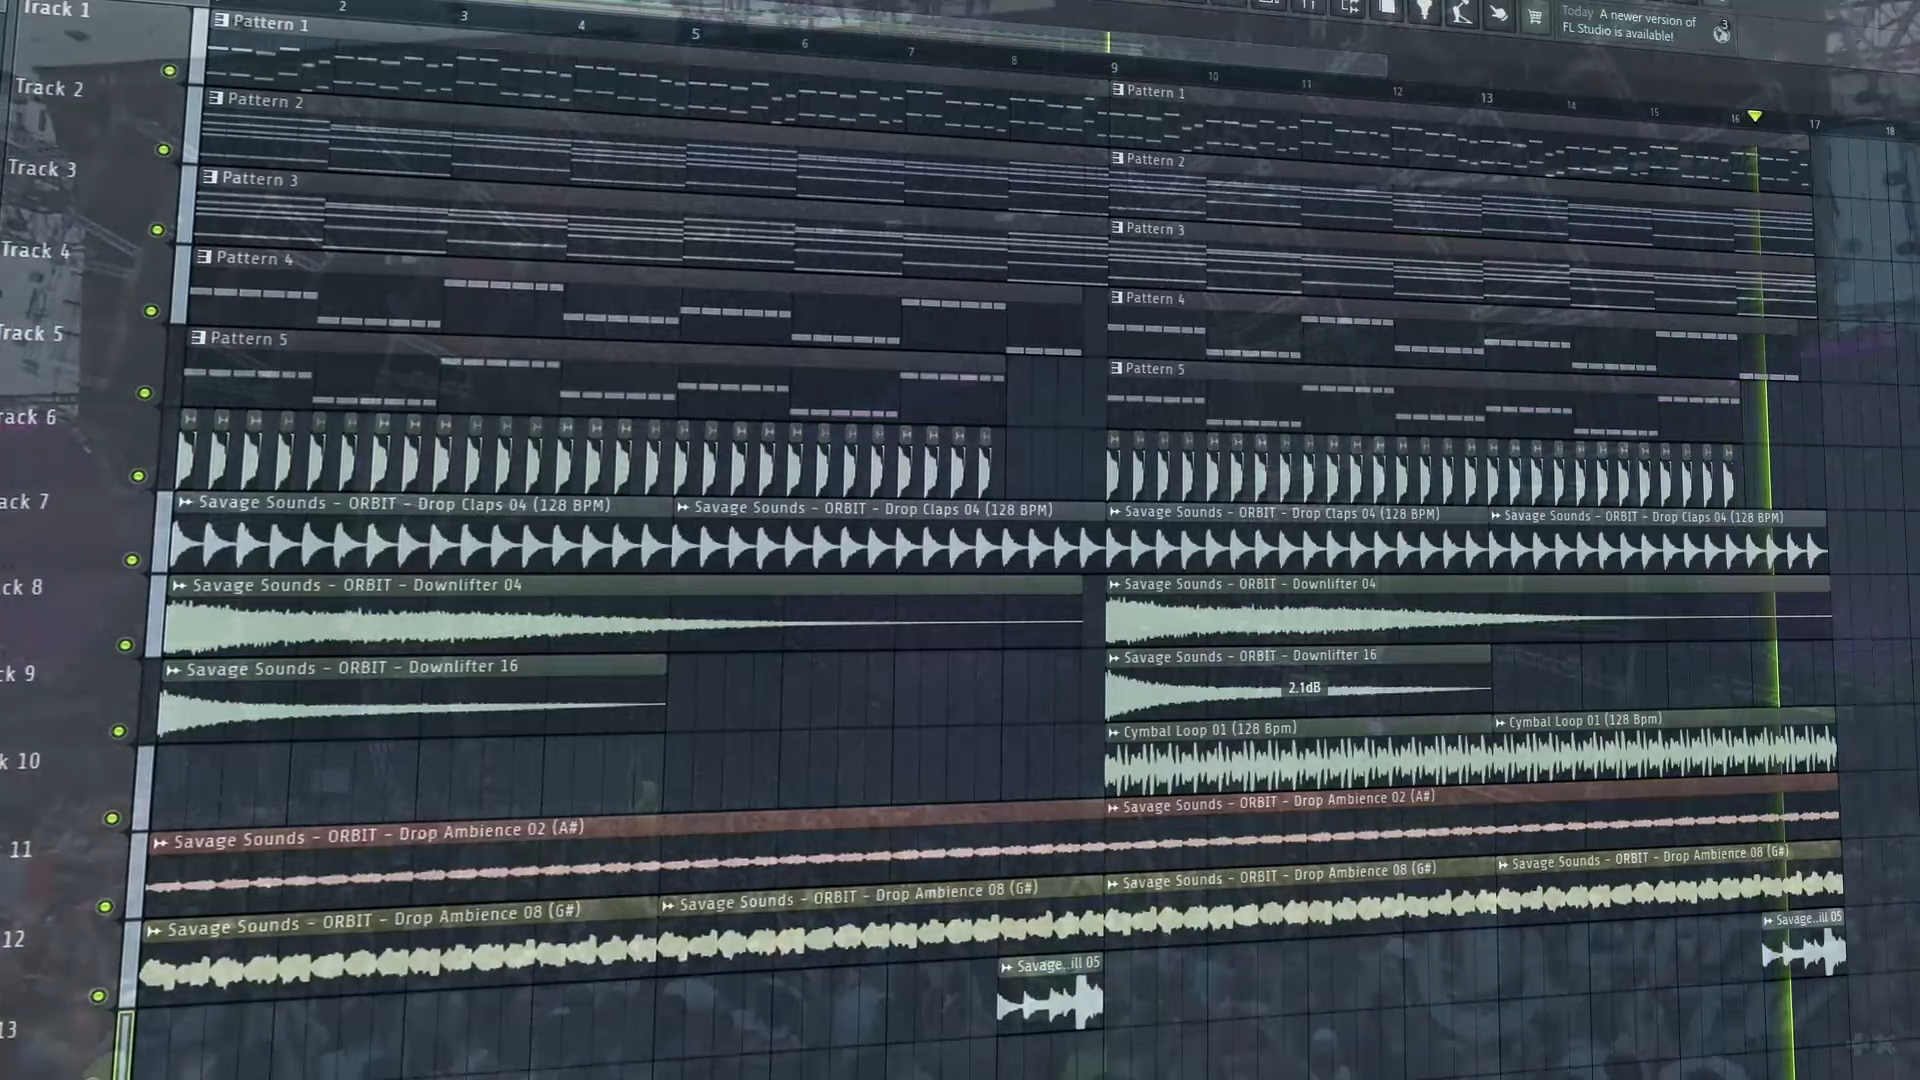 Track 1
Track 2
Track 3
Track 4
Track 5
ack 6
ack 7
ck 8
ck 9
k 10
11
12
13
2 3 4 5 6 7 8 9 10 11 12 13 14 15 16 17 18
Today A newer version of
FL Studio is available!
3
Pattern 1
Pattern 1
Pattern 2
Pattern 2
Pattern 3
Pattern 3
Pattern 4
Pattern 4
Pattern 5
Pattern 5
Savage Sounds - ORBIT - Drop Claps 04 (128 BPM)
Savage Sounds - ORBIT - Drop Claps 04 (128 BPM)
Savage Sounds - ORBIT - Drop Claps 04 (128 BPM)
Savage Sounds - ORBIT - Drop Claps 04 (128 BPM)
Savage Sounds - ORBIT - Downlifter 04
Savage Sounds - ORBIT - Downlifter 04
Savage Sounds - ORBIT - Downlifter 16
Savage Sounds - ORBIT - Downlifter 16
2.1dB
Cymbal Loop 01 (128 Bpm)
Cymbal Loop 01 (128 Bpm)
Savage Sounds - ORBIT - Drop Ambience 02 (A#)
Savage Sounds - ORBIT - Drop Ambience 02 (A#)
Savage Sounds - ORBIT - Drop Ambience 08 (G#)
Savage Sounds - ORBIT - Drop Ambience 08 (G#)
Savage Sounds - ORBIT - Drop Ambience 08 (G#)
Savage Sounds - ORBIT - Drop Ambience 08 (G#)
Savage..ill 05
Savage..ill 05